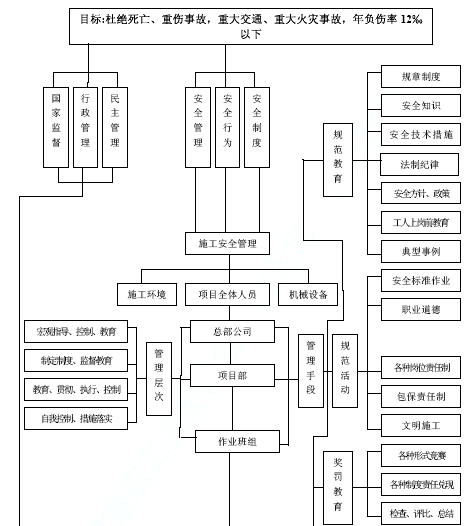 目标:杜绝死亡、重伤事故，重大交通、重大火灾事故，年负伤率 12‰
以下
国家监督
行政管理
民主管理
安全管理
安全行为
安全制度
施工安全管理
施工环境
项目全体人员
机械设备
宏观指导、控制、教育
制定制度、监督教育
教育、贯彻、执行、控制
自我控制、措施落实
管理层次
总部公司
项目部
作业班组
管理手段
规范教育
规章制度
安全知识
安全技术措施
法制纪律
安全方针、政策
工人上岗前教育
典型事例
规范活动
安全标准作业
职业道德
各种岗位责任制
包保责任制
文明施工
奖罚教育
各种形式竞赛
各种制度责任兑现
检查、评比、总结